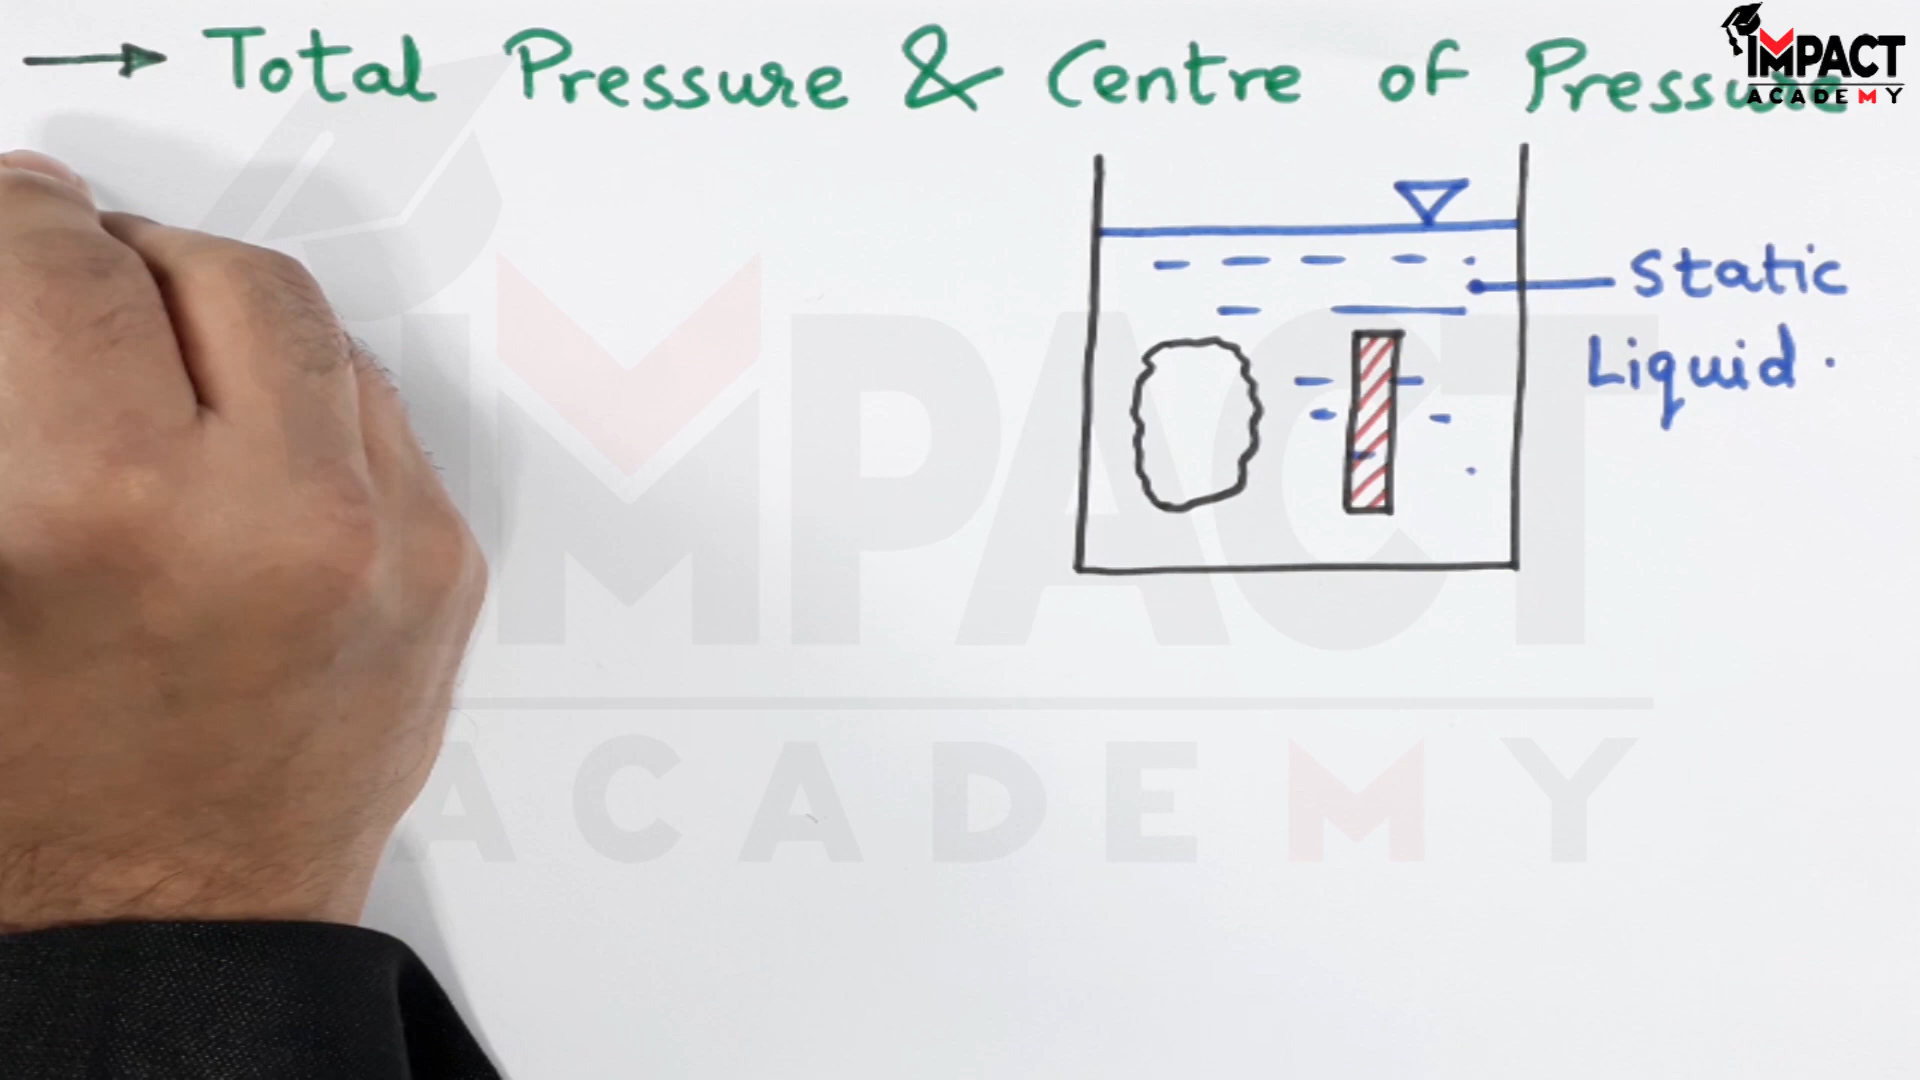 Total Pressure & Centre of Pressure
IMPACT
ACADEMY
Static
Liquid.
IMPACT
ACADEMY